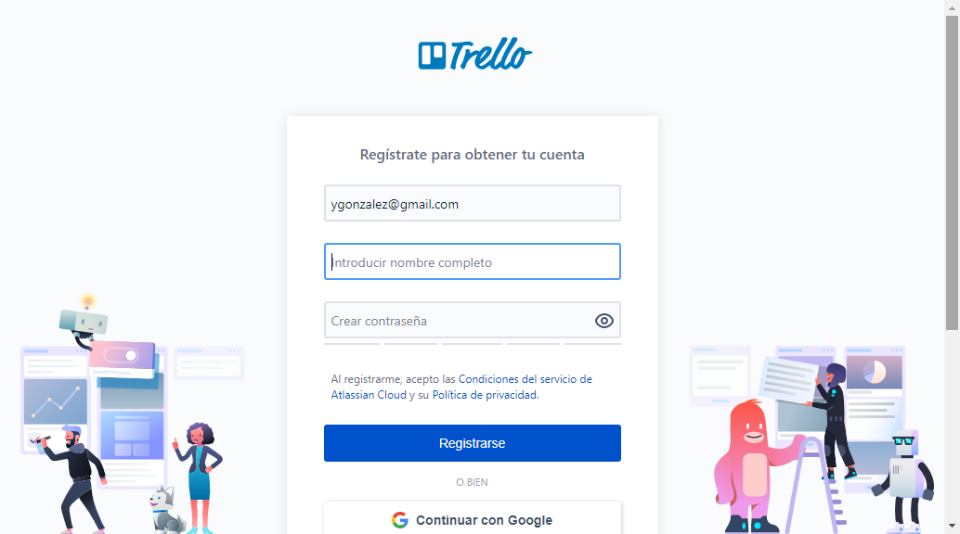 Trello
Regístrate para obtener tu cuenta
ygonzalez@gmail.com
Introducir nombre completo
Crear contraseña
Al registrarme, acepto las Condiciones del servicio de
Atlassian Cloud y su Política de privacidad.
Registrarse
O BIEN
Continuar con Google